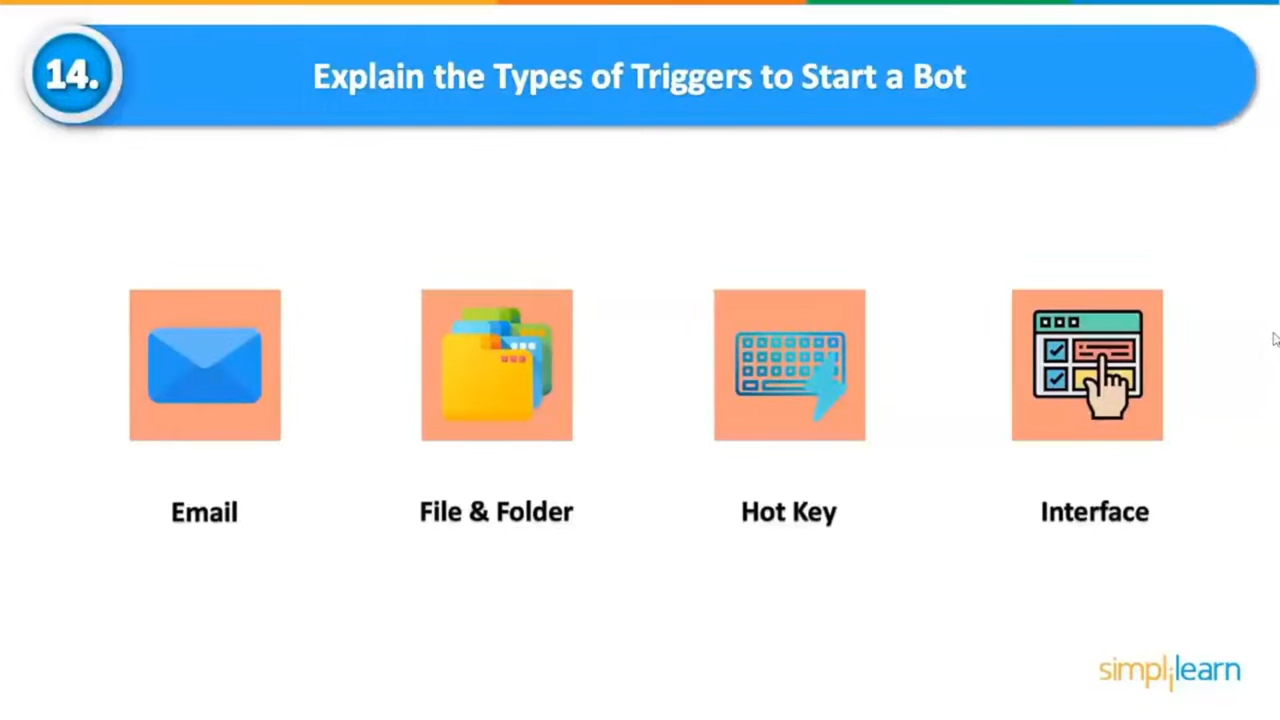 14.
Explain the Types of Triggers to Start a Bot
Email
File & Folder
Hot Key
Interface
simplilearn